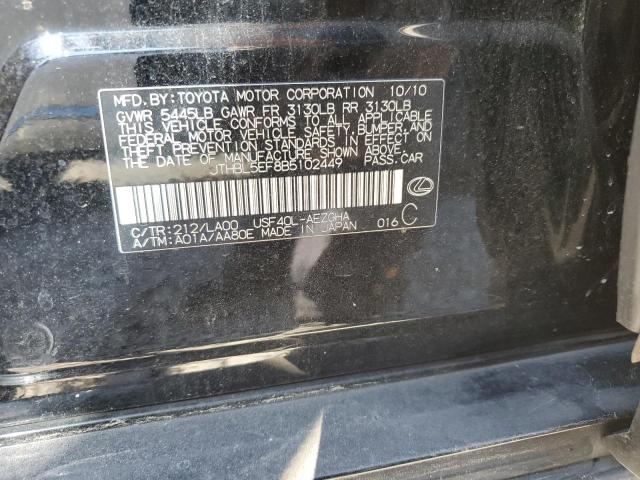 MFD. BY: TOYOTA MOTOR CORPORATION 10/10
GVWR 5445LB GAWR FR 3130LB RR 3130LB
THIS VEHICLE CONFORMS TO ALL APPLICABLE
FEDERAL MOTOR VEHICLE SAFETY, BUMPER, AND
THEFT PREVENTION STANDARDS IN EFFECT ON
THE DATE OF MANUFACTURE SHOWN ABOVE.
JTHBL5EF8B5102449 PASS. CAR
C/TR: 212/LA00 USF40L-AEZGHA
A/TM: A01A/AA80E MADE IN JAPAN 016 C